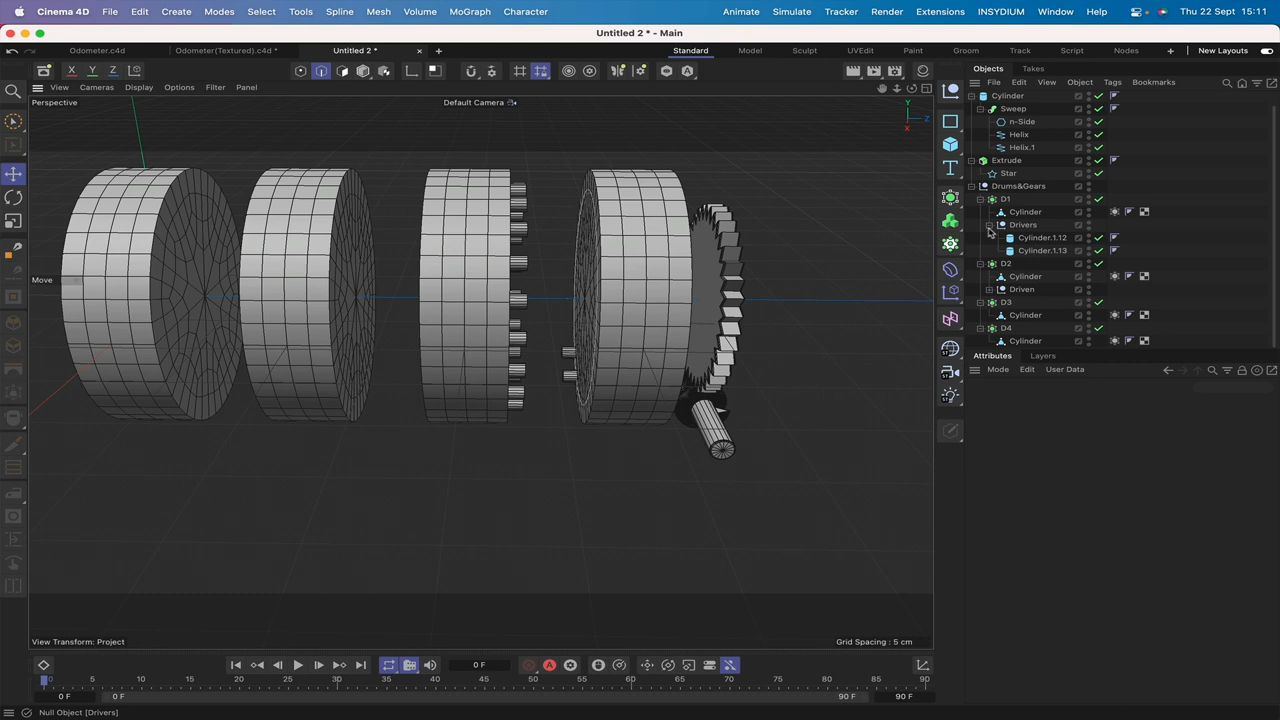 Cinema 4D File Edit Create Modes Select Tools Spline Mesh Volume MoGraph Character Animate Simulate Tracker Render Extensions INSYDIUM Window Help Thu 22 Sept 15:11
Untitled 2 * - Main
Odometer.c4d Odometer(Textured).c4d * Untitled 2 * × + Standard Model Sculpt UVEdit Paint Groom Track Script Nodes + New Layouts
X Y Z
Objects Takes
File Edit View Object Tags Bookmarks
View Cameras Display Options Filter Panel
Perspective Default Camera
Y
Z
X
Cylinder
Sweep
n-Side
Helix
Helix.1
Extrude
Star
Drums&Gears
D1
Cylinder
Drivers
Cylinder.1.12
Cylinder.1.13
D2
Cylinder
Driven
D3
Cylinder
D4
Cylinder
Attributes Layers
Mode Edit User Data
Move
View Transform: Project Grid Spacing : 5 cm
0 F
0 5 10 15 20 25 30 35 40 45 50 55 60 65 70 75 80 85 90
0 F 0 F 90 F 90 F
Null Object [Drivers]